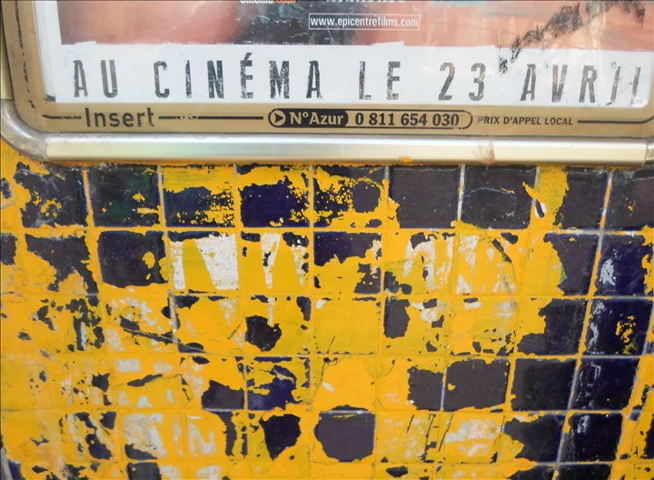 www.epicentrefilms.com
AU CINÉMA LE 23 AVRIL
Insert N°Azur 0 811 654 030 PRIX D'APPEL LOCAL